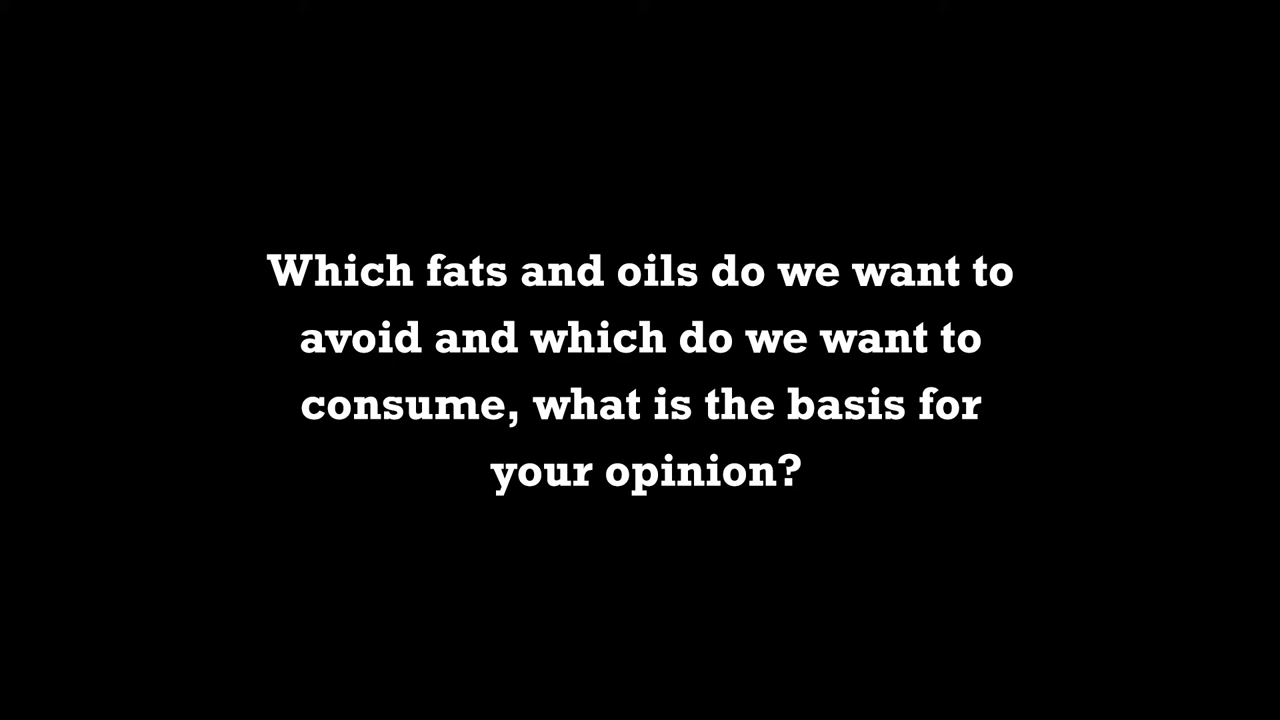 Which fats and oils do we want to
avoid and which do we want to
consume, what is the basis for
your opinion?